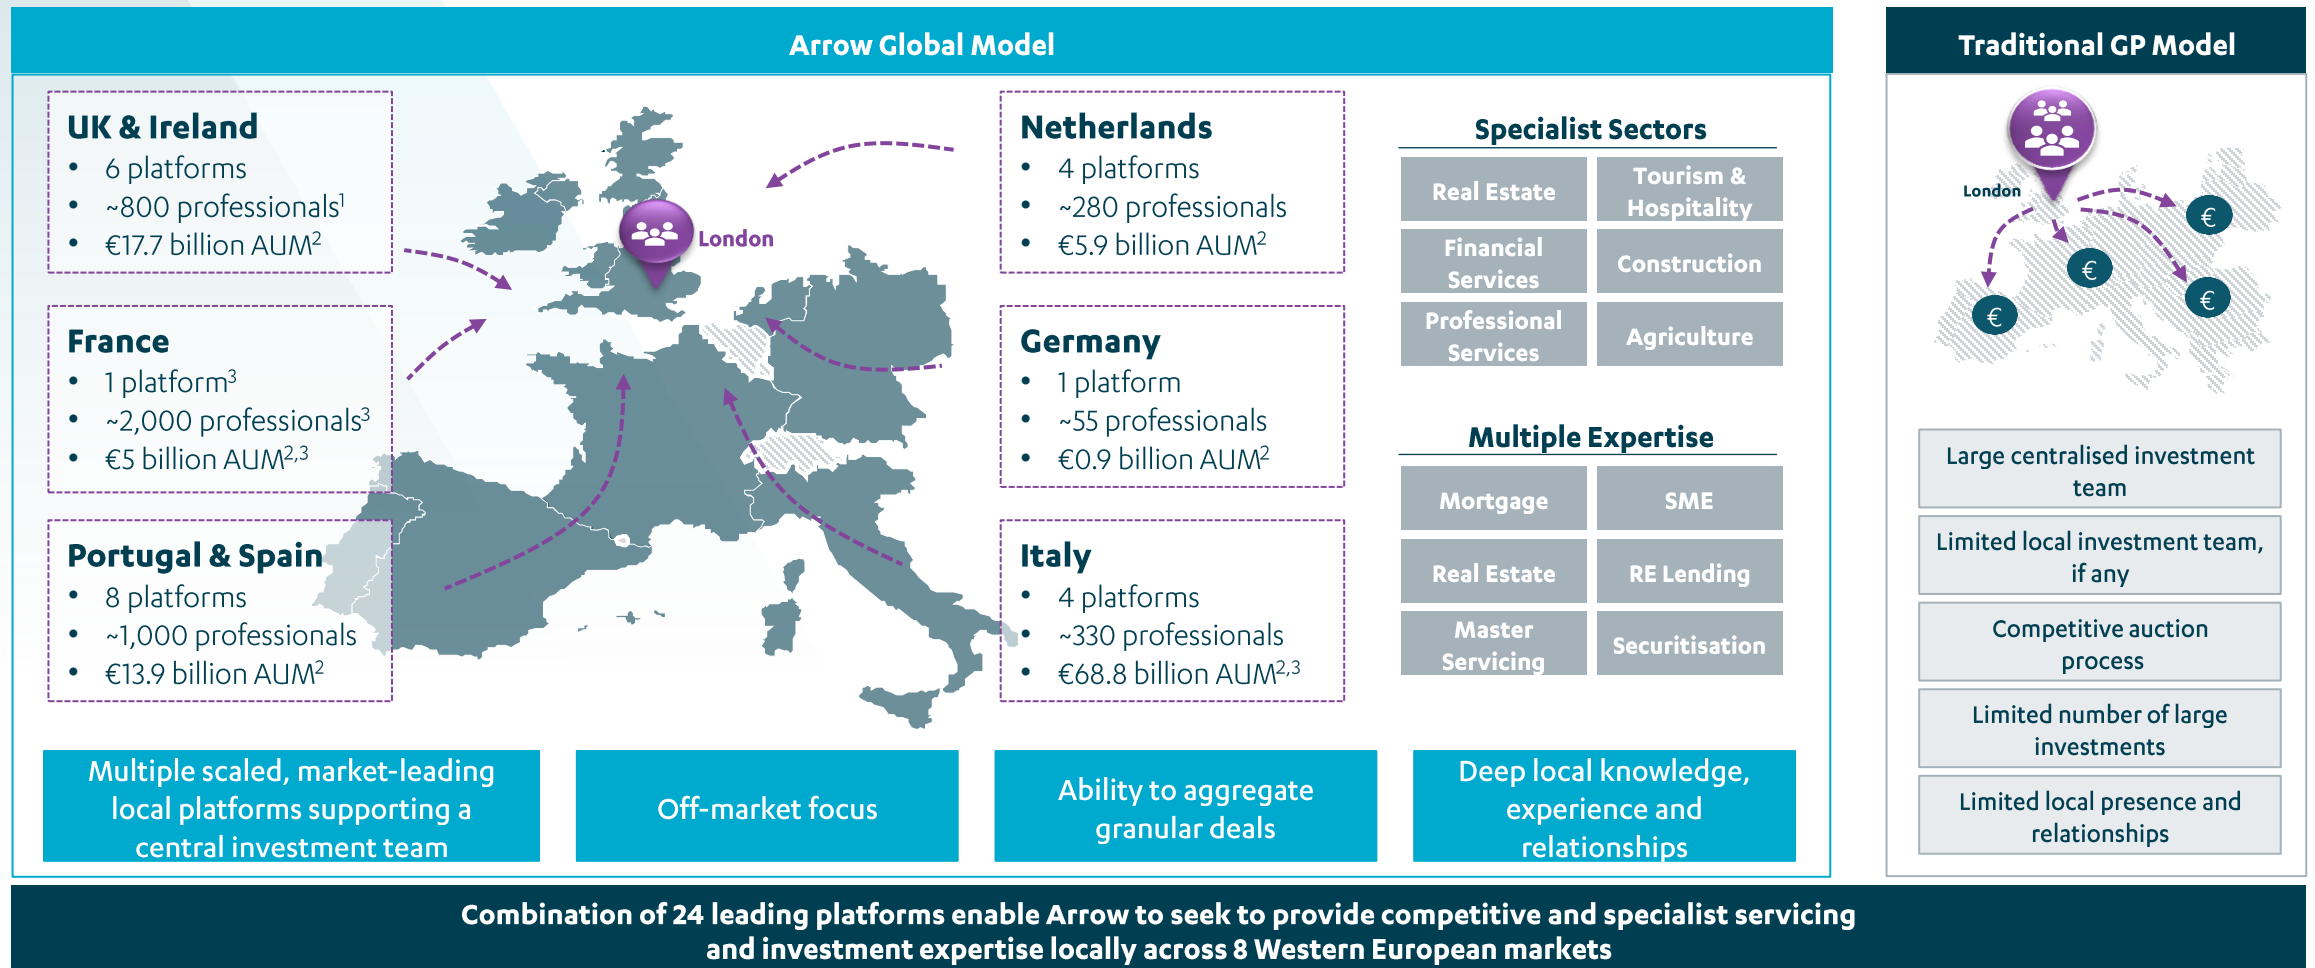 Arrow Global Model
UK & Ireland
• 6 platforms
• ~800 professionals¹
• €17.7 billion AUM²
France
• 1 platform³
• ~2,000 professionals³
• €5 billion AUM²,³
Portugal & Spain
• 8 platforms
• ~1,000 professionals
• €13.9 billion AUM²
London
Netherlands
• 4 platforms
• ~280 professionals
• €5.9 billion AUM²
Germany
• 1 platform
• ~55 professionals
• €0.9 billion AUM²
Italy
• 4 platforms
• ~330 professionals
• €68.8 billion AUM²,³
Specialist Sectors
Real Estate
Tourism &
Hospitality
Financial
Services
Construction
Professional
Services
Agriculture
Multiple Expertise
Mortgage
SME
Real Estate
RE Lending
Master
Servicing
Securitisation
Multiple scaled, market-leading
local platforms supporting a
central investment team
Off-market focus
Ability to aggregate
granular deals
Deep local knowledge,
experience and
relationships
Traditional GP Model
London
€
€
€
€
Large centralised investment
team
Limited local investment team,
if any
Competitive auction
process
Limited number of large
investments
Limited local presence and
relationships
Combination of 24 leading platforms enable Arrow to seek to provide competitive and specialist servicing
and investment expertise locally across 8 Western European markets